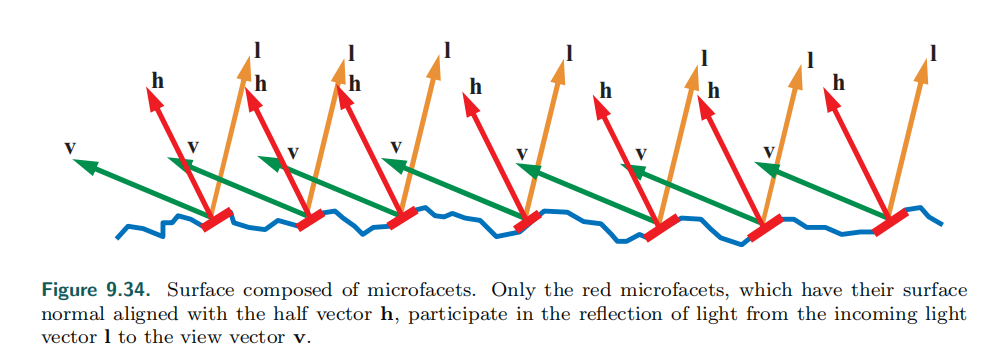 l l l l l l l
h h h h h h h
v v v v v v v
Figure 9.34. Surface composed of microfacets. Only the red microfacets, which have their surface
normal aligned with the half vector h, participate in the reflection of light from the incoming light
vector l to the view vector v.